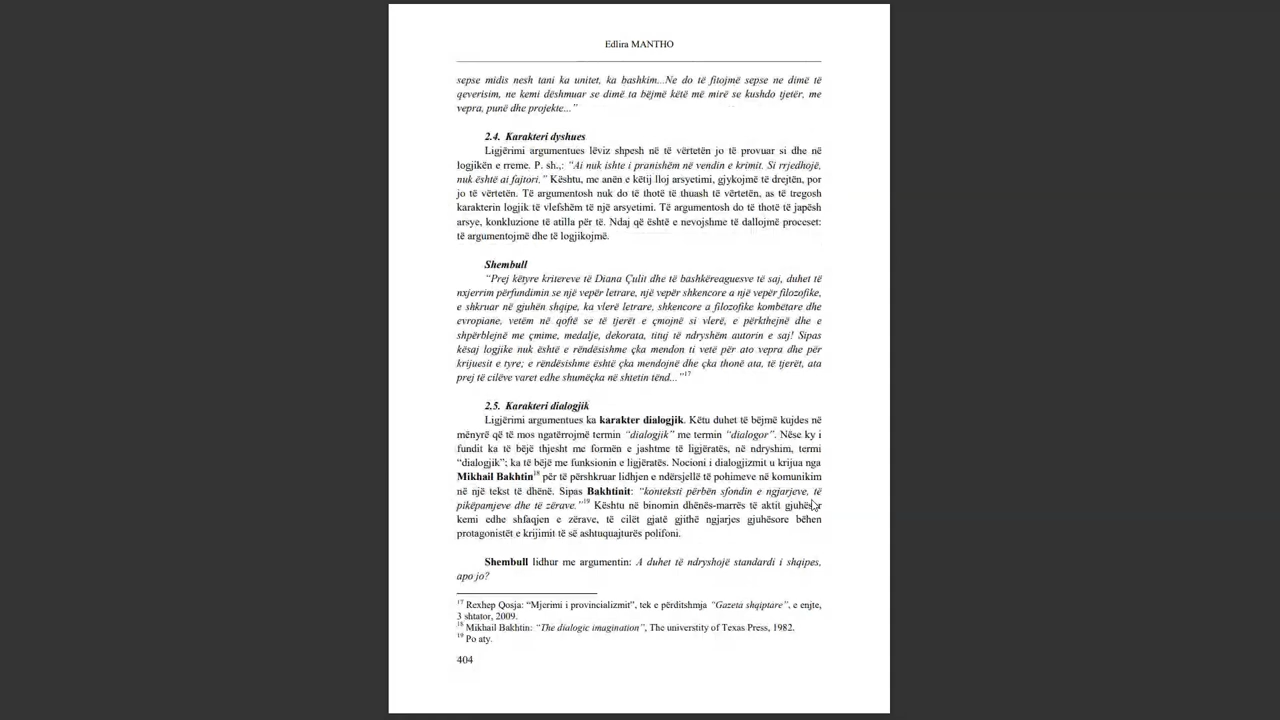 Edlira MANTHO
sepse midis nesh tani ka unitet, ka bashkim...Ne do të fitojmë sepse ne dimë të
qeverisim, ne kemi dëshmuar se dimë ta bëjmë këtë më mirë se kushdo tjetër, me
vepra, punë dhe projekte...”
2.4. Karakteri dyshues
Ligjërimi argumentues lëviz shpesh në të vërtetën jo të provuar si dhe në
logjikën e rreme. P. sh.,: “Ai nuk ishte i pranishëm në vendin e krimit. Si rrjedhojë,
nuk është ai fajtori.” Kështu, me anën e këtij lloj arsyetimi, gjykojmë të drejtën, por
jo të vërtetën. Të argumentosh nuk do të thotë të thuash të vërtetën, as të tregosh
karakterin logjik të vlefshëm të një arsyetimi. Të argumentosh do të thotë të japësh
arsye, konkluzione të atilla për të. Ndaj që është e nevojshme të dallojmë proceset:
të argumentojmë dhe të logjikojmë.
Shembull
“Prej këtyre kritereve të Diana Çulit dhe të bashkëreaguesve të saj, duhet të
nxjerrim përfundimin se një vepër letrare, një vepër shkencore a një vepër filozofike,
e shkruar në gjuhën shqipe, ka vlerë letrare, shkencore a filozofike kombëtare dhe
evropiane, vetëm në qoftë se të tjerët e çmojnë si vlerë, e përkthejnë dhe e
shpërblejnë me çmime, medalje, dekorata, tituj të ndryshëm autorin e saj! Sipas
kësaj logjike nuk është e rëndësishme çka mendon ti vetë për ato vepra dhe për
krijuesit e tyre; e rëndësishme është çka mendojnë dhe çka thonë ata, të tjerët, ata
prej të cilëve varet edhe shumëçka në shtetin tënd...”17
2.5. Karakteri dialogjik
Ligjërimi argumentues ka karakter dialogjik. Këtu duhet të bëjmë kujdes në
mënyrë që të mos ngatërrojmë termin “dialogjik” me termin “dialogor”. Nëse ky i
fundit ka të bëjë thjesht me formën e jashtme të ligjëratës, në ndryshim, termi
“dialogjik”; ka të bëjë me funksionin e ligjëratës. Nocioni i dialogjizmit u krijua nga
Mikhail Bakhtin18 për të përshkruar lidhjen e ndërsjellë të pohimeve në komunikim
në një tekst të dhënë. Sipas Bakhtinit: “konteksti përbën sfondin e ngjarjeve, të
pikëpamjeve dhe të zërave.”19 Kështu në binomin dhënës-marrës të aktit gjuhësor
kemi edhe shfaqjen e zërave, të cilët gjatë gjithë ngjarjes gjuhësore bëhen
protagonistët e krijimit të së ashtuquajturës polifoni.
Shembull lidhur me argumentin: A duhet të ndryshojë standardi i shqipes,
apo jo?
17 Rexhep Qosja: “Mjerimi i provincializmit”, tek e përditshmja “Gazeta shqiptare”, e enjte,
3 shtator, 2009.
18 Mikhail Bakhtin: “The dialogic imagination”, The universtity of Texas Press, 1982.
19 Po aty.
404